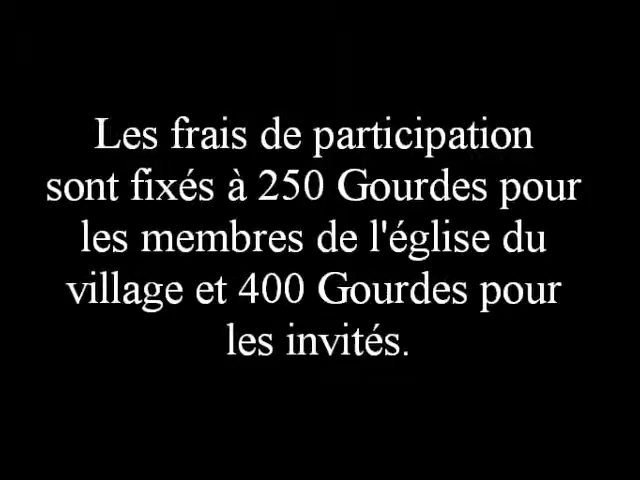 Les frais de participation
sont fixés à 250 Gourdes pour
les membres de l'église du
village et 400 Gourdes pour
les invités.